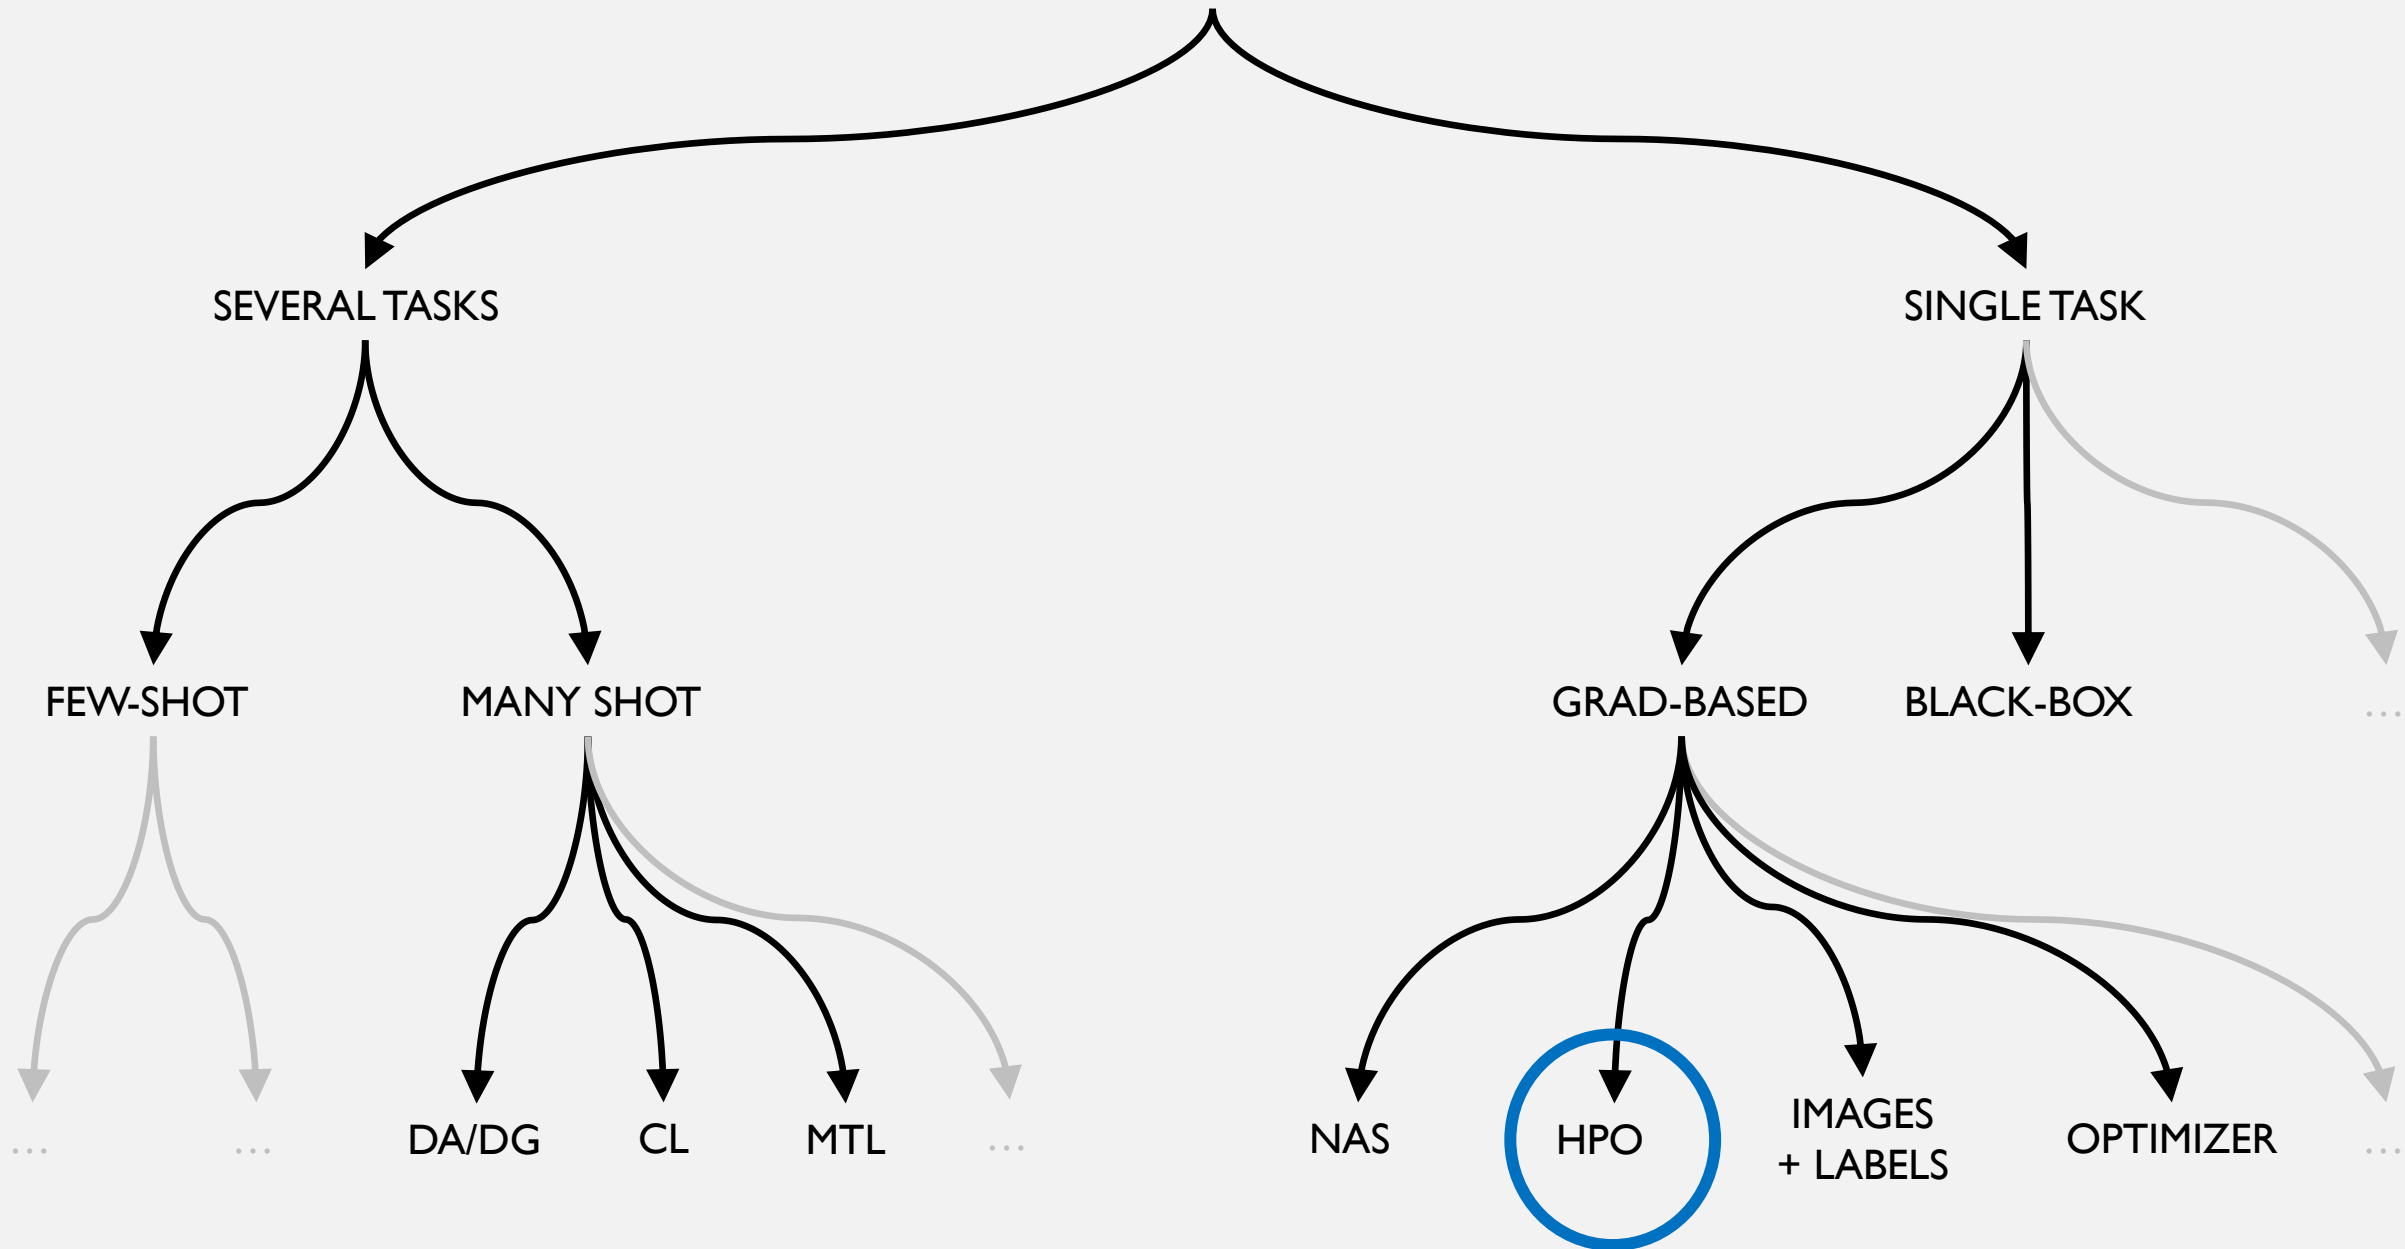 SEVERAL TASKS
SINGLE TASK
FEW-SHOT
MANY SHOT
GRAD-BASED
BLACK-BOX
...
...
...
DA/DG
CL
MTL
...
NAS
HPO
IMAGES
+ LABELS
OPTIMIZER
...